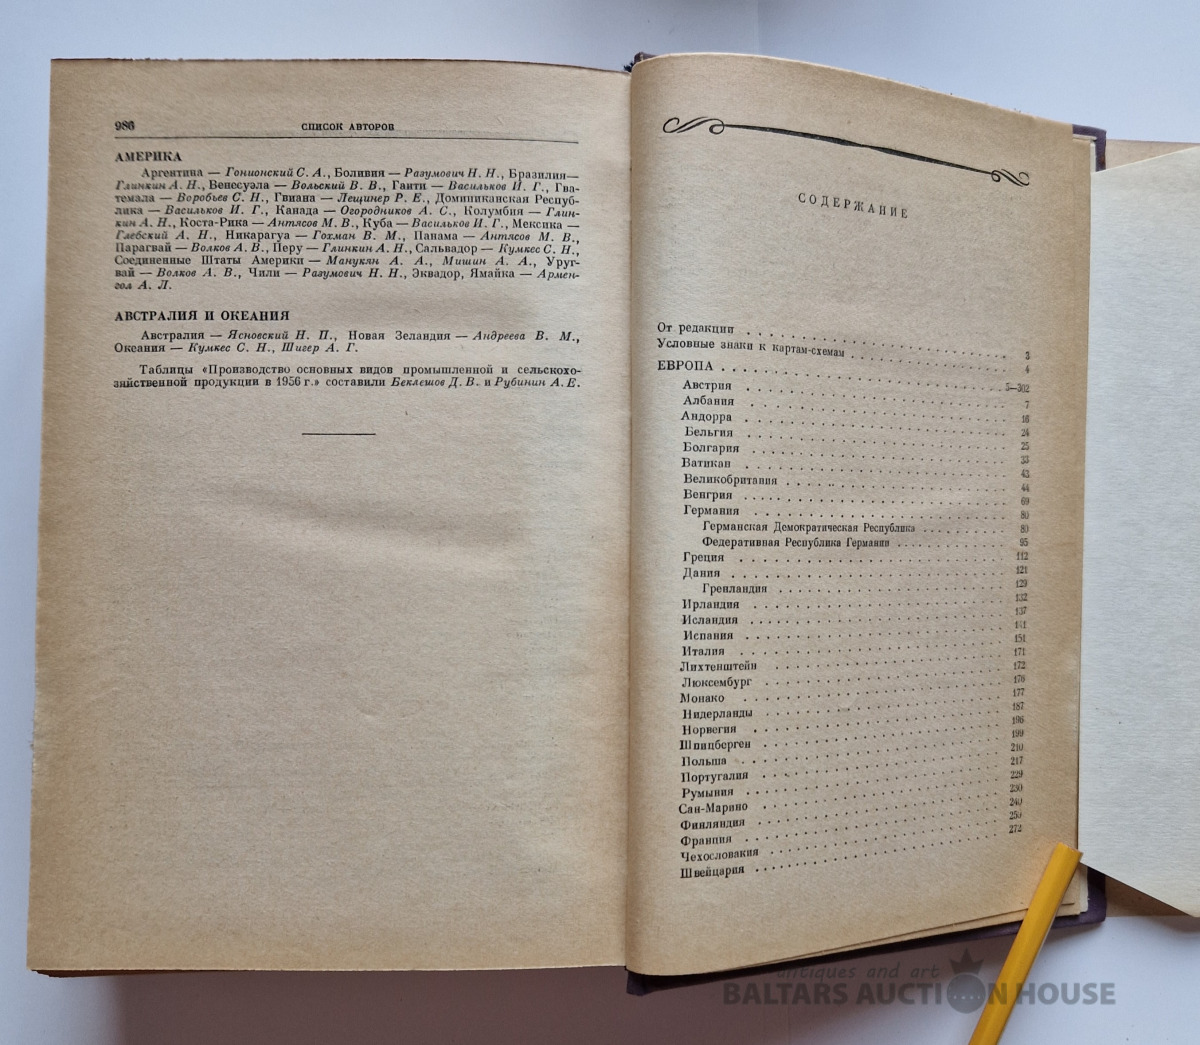 986
СПИСОК АВТОРОВ
АМЕРИКА
Аргентина — Гонионский С. А., Боливия — Разумович Н. Н., Бразилия—
Глинкин А. Н., Венесуэла — Вольский В. В., Гаити — Васильков И. Г., Гва-
темала — Воробьев С. Н., Гвиана — Лещинер Р. Е., Доминиканская Респуб-
лика — Васильков И. Г., Канада — Огородников А. С., Колумбия — Глин-
кин А. Н., Коста-Рика — Антясов М. В., Куба — Васильков И. Г., Мексика —
Глебский А. Н., Никарагуа — Гохман В. М., Панама — Антясов М. В.,
Парагвай — Волков А. В., Перу — Глинкин А. Н., Сальвадор — Кумкес С. Н.,
Соединенные Штаты Америки — Манукян А. А., Мишин А. А., Уруг-
вай — Волков А. В., Чили — Разумович Н. Н., Эквадор, Ямайка — Армен-
гол А. Л.
АВСТРАЛИЯ И ОКЕАНИЯ
Австралия — Ясновский Н. П., Новая Зеландия — Андреева В. М.,
Океания — Кумкес С. Н., Шигер А. Г.
Таблицы «Производство основных видов промышленной и сельскохо-
зяйственной продукции в 1956 г.» составили Беклешов Д. В. и Рубинин А. Е.
СОДЕРЖАНИЕ
От редакции 3
Условные знаки к картам-схемам 4
ЕВРОПА 5—302
Австрия 7
Албания 16
Андорра 24
Бельгия 25
Болгария 33
Ватикан 43
Великобритания 44
Венгрия 69
Германия 80
Германская Демократическая Республика 80
Федеративная Республика Германии 95
Греция 112
Дания 121
Гренландия 129
Ирландия 132
Исландия 137
Испания 141
Италия 151
Лихтенштейн 171
Люксембург 172
Монако 176
Нидерланды 177
Норвегия 187
Шпицберген 196
Польша 199
Португалия 210
Румыния 217
Сан-Марино 229
Финляндия 230
Франция 240
Чехословакия
Швейцария 272
antiques and art
BALTARS AUCTION HOUSE